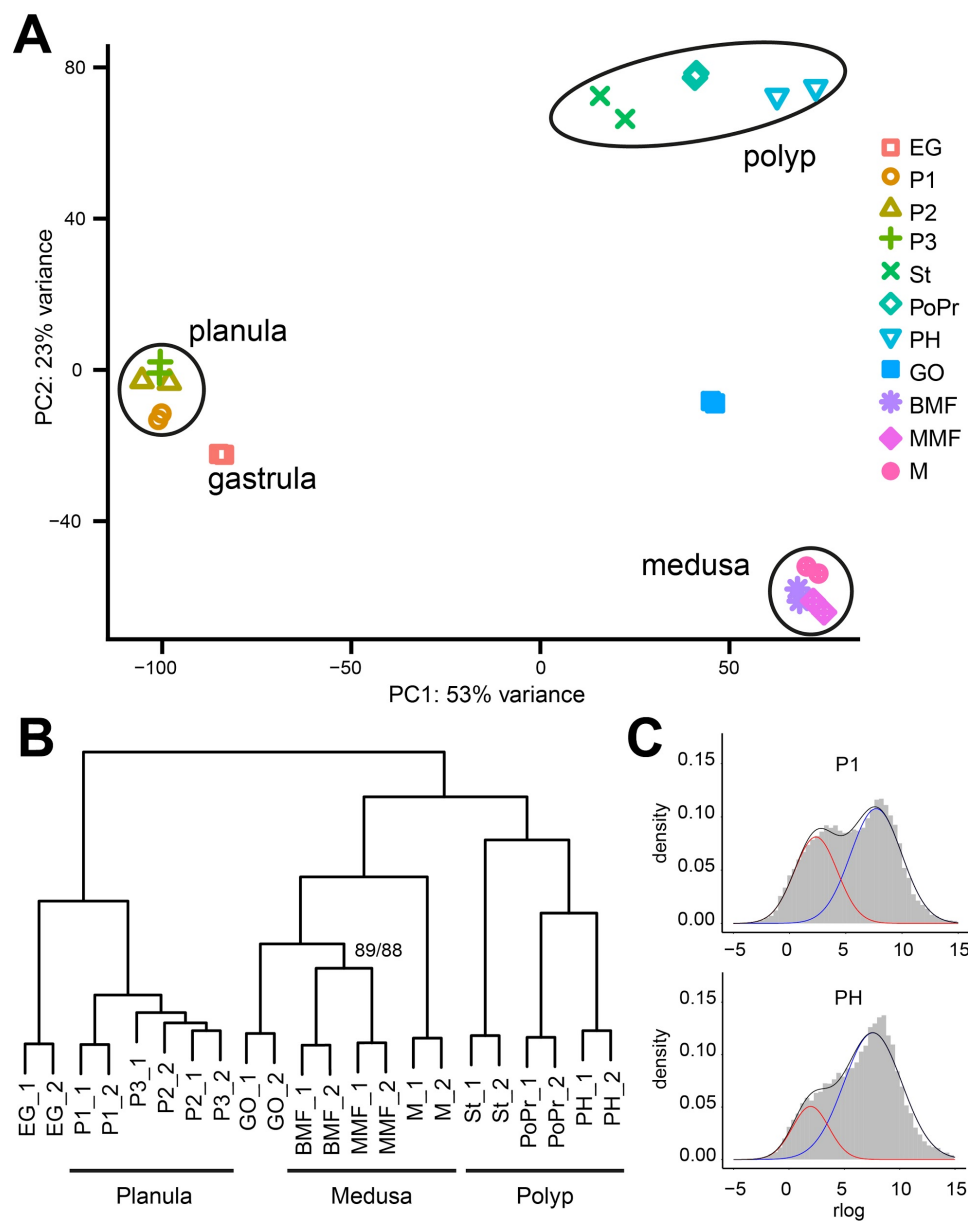 A
80
40
0
−40
PC2: 23% variance
−100
−50
0
50
PC1: 53% variance
polyp
planula
gastrula
medusa
EG
P1
P2
P3
St
PoPr
PH
GO
BMF
MMF
M
B
89/88
EG_1
EG_2
P1_1
P1_2
P3_1
P2_2
P2_1
P3_2
GO_1
GO_2
BMF_1
BMF_2
MMF_1
MMF_2
M_1
M_2
St_1
St_2
PoPr_1
PoPr_2
PH_1
PH_2
Planula
Medusa
Polyp
C
P1
density
0.15
0.10
0.05
0.00
−5
0
5
10
15
PH
density
0.15
0.10
0.05
0.00
−5
0
5
10
15
rlog